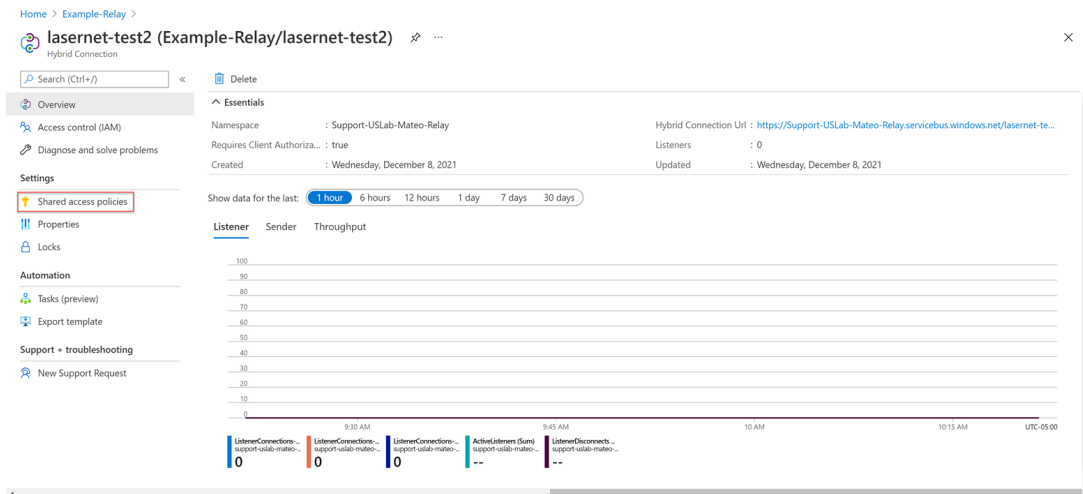 Home > Example-Relay >
lasernet-test2 (Example-Relay/lasernet-test2)
Hybrid Connection
Search (Ctrl+/)
Delete
Overview
Essentials
Access control (IAM)
Namespace : Support-USLab-Mateo-Relay
Hybrid Connection Url : https://Support-USLab-Mateo-Relay.servicebus.windows.net/lasernet-te...
Diagnose and solve problems
Requires Client Authoriza... : true
Listeners : 0
Created : Wednesday, December 8, 2021
Updated : Wednesday, December 8, 2021
Settings
Shared access policies
Properties
Locks
Automation
Tasks (preview)
Export template
Support + troubleshooting
New Support Request
Show data for the last: 1 hour 6 hours 12 hours 1 day 7 days 30 days
Listener Sender Throughput
100
90
80
70
60
50
40
30
20
10
0
9:30 AM 9:45 AM 10 AM 10:15 AM UTC-05:00
ListenerConnections-... ListenerConnections-... ListenerConnections-... ActiveListeners (Sum) ListenerDisconnects ...
support-uslab-mateo-... support-uslab-mateo-... support-uslab-mateo-... support-uslab-mateo-... support-uslab-mateo-...
0 0 0 -- --